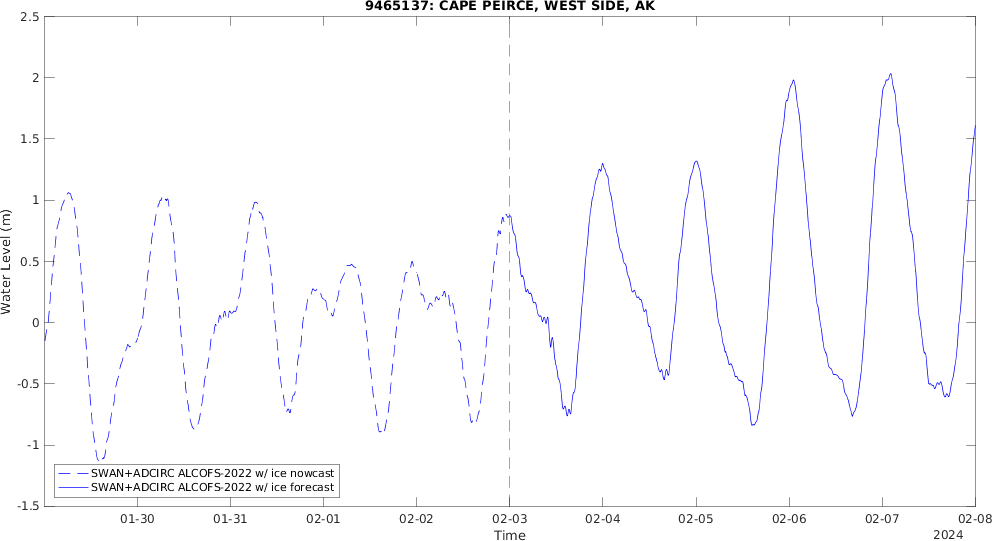 9465137: CAPE PEIRCE, WEST SIDE, AK
2.5
2
1.5
1
0.5
0
-0.5
-1
-1.5
Water Level (m)
SWAN+ADCIRC ALCOFS-2022 w/ ice nowcast
SWAN+ADCIRC ALCOFS-2022 w/ ice forecast
01-30 01-31 02-01 02-02 02-03 02-04 02-05 02-06 02-07 02-08
Time
2024